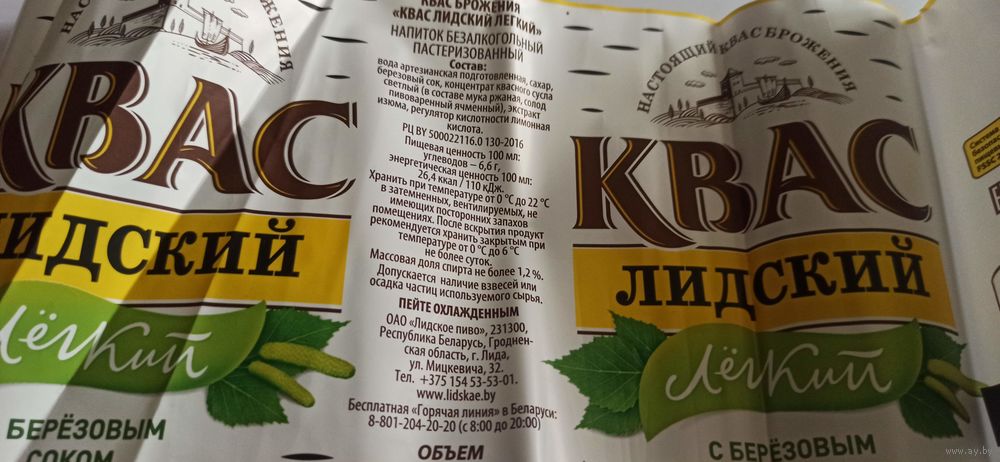 НАСТОЯЩИЙ КВАС БРОЖЕНИЯ
КВАС
ЛИДСКИЙ
Лёгкий
БЕРЁЗОВЫМ
СОКОМ
КВАС БРОЖЕНИЯ
«КВАС ЛИДСКИЙ ЛЕГКИЙ»
НАПИТОК БЕЗАЛКОГОЛЬНЫЙ
ПАСТЕРИЗОВАННЫЙ
Состав:
вода артезианская подготовленная, сахар,
березовый сок, концентрат квасного сусла
светлый (в составе мука ржаная, солод
пивоваренный ячменный), экстракт
изюма, регулятор кислотности лимонная
кислота.
РЦ BY 500022116.0 130-2016
Пищевая ценность 100 мл:
углеводов – 6,6 г,
энергетическая ценность 100 мл:
26,4 ккал / 110 кДж.
Хранить при температуре от 0 °С до 22 °С
в затемненных, вентилируемых, не
имеющих посторонних запахов
помещениях. После вскрытия продукт
рекомендуется хранить закрытым при
температуре от 0 °С до 6 °С
не более суток.
Массовая доля спирта не более 1,2 %.
Допускается наличие взвесей или
осадка частиц используемого сырья.
ПЕЙТЕ ОХЛАЖДЕННЫМ
ОАО «Лидское пиво», 231300,
Республика Беларусь, Гроднен-
ская область, г. Лида,
ул. Мицкевича, 32.
Тел. +375 154 53-53-01.
www.lidskae.by
Бесплатная «Горячая линия» в Беларуси:
8-801-204-20-20 (с 8:00 до 20:00)
ОБЪЕМ
НАСТОЯЩИЙ КВАС БРОЖЕНИЯ
КВАС
ЛИДСКИЙ
Лёгкий
С БЕРЁЗОВЫМ
www.ay.by